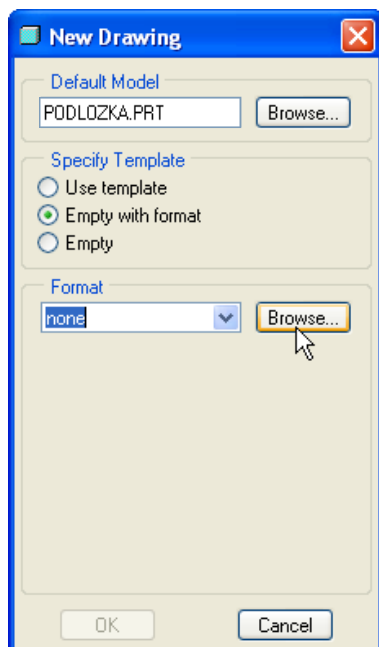 New Drawing
Default Model
PODLOZKA.PRT Browse...
Specify Template
Use template
Empty with format
Empty
Format
none Browse...
OK Cancel